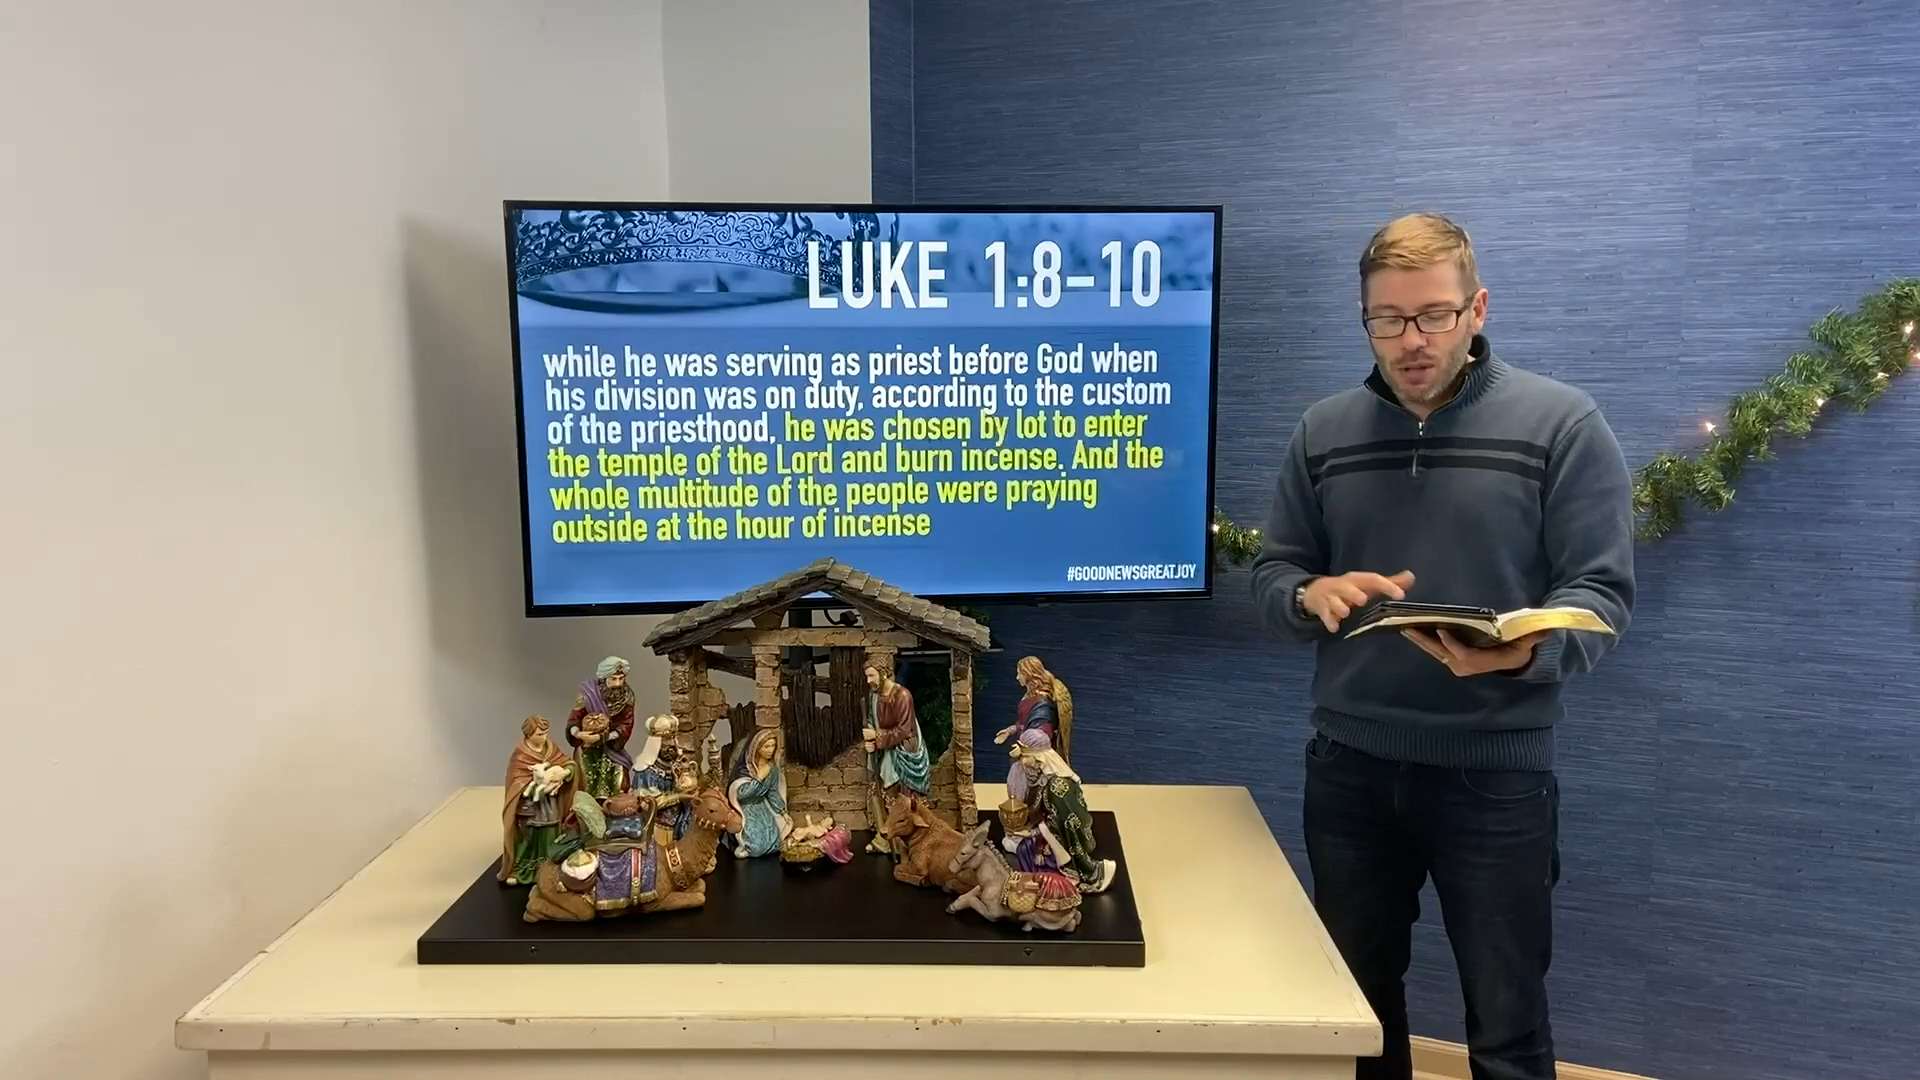 LUKE 1:8-10
while he was serving as priest before God when
his division was on duty, according to the custom
of the priesthood, he was chosen by lot to enter
the temple of the Lord and burn incense. And the
whole multitude of the people were praying
outside at the hour of incense
#GOODNEWSGREATJOY